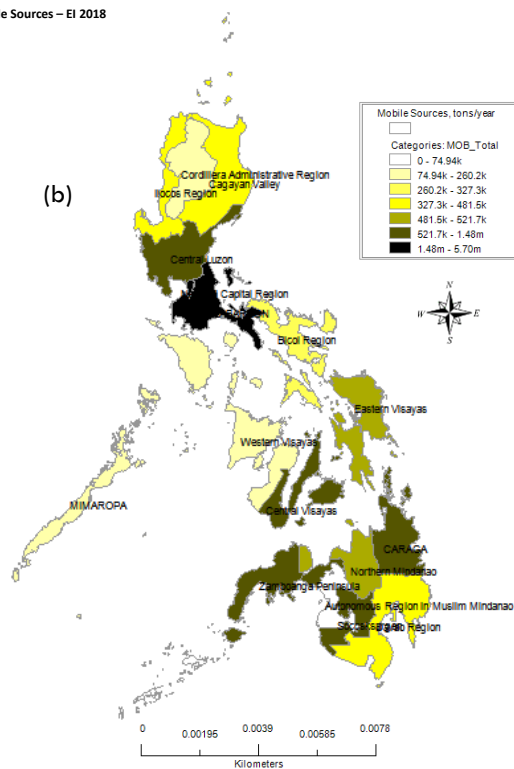 le Sources – EI 2018
(b)
Mobile Sources, tons/year
Categories: MOB_Total
0 - 74.94k
74.94k - 260.2k
260.2k - 327.3k
327.3k - 481.5k
481.5k - 521.7k
521.7k - 1.48m
1.48m - 5.70m
N
W E
S
Cordillera Administrative Region
Cagayan Valley
Ilocos Region
Central Luzon
Capital Region
Bicol Region
Eastern Visayas
Western Visayas
MIMAROPA
Central Visayas
CARAGA
Northern Mindanao
Zamboanga Peninsula
Autonomous Region in Muslim Mindanao
Region
0 0.00195 0.0039 0.00585 0.0078
Kilometers